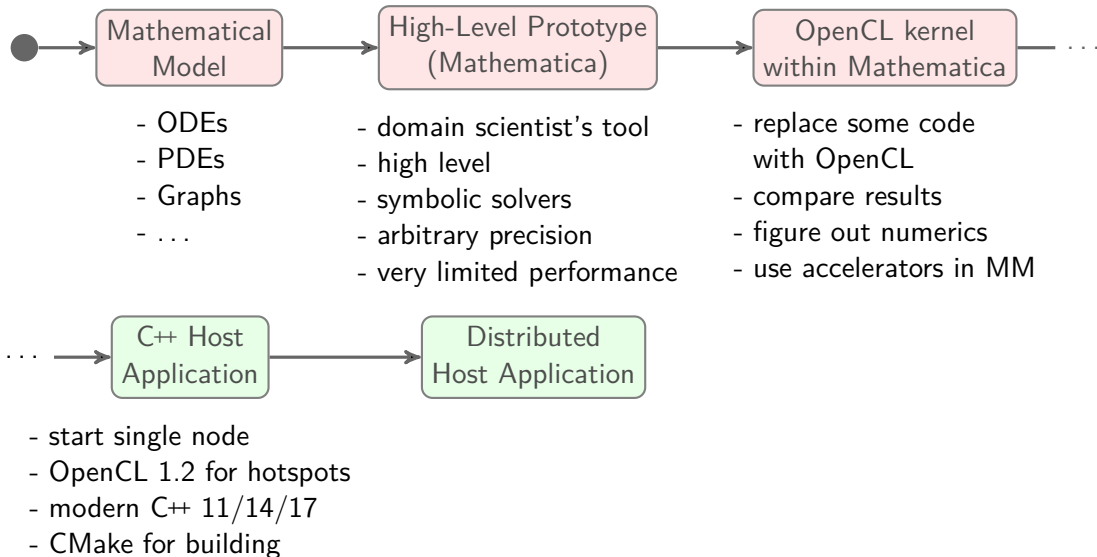 Mathematical
Model
High-Level Prototype
(Mathematica)
OpenCL kernel
within Mathematica
. . .
- ODEs
- PDEs
- Graphs
- . . .
- domain scientist's tool
- high level
- symbolic solvers
- arbitrary precision
- very limited performance
- replace some code
with OpenCL
- compare results
- figure out numerics
- use accelerators in MM
. . .
C++ Host
Application
Distributed
Host Application
- start single node
- OpenCL 1.2 for hotspots
- modern C++ 11/14/17
- CMake for building